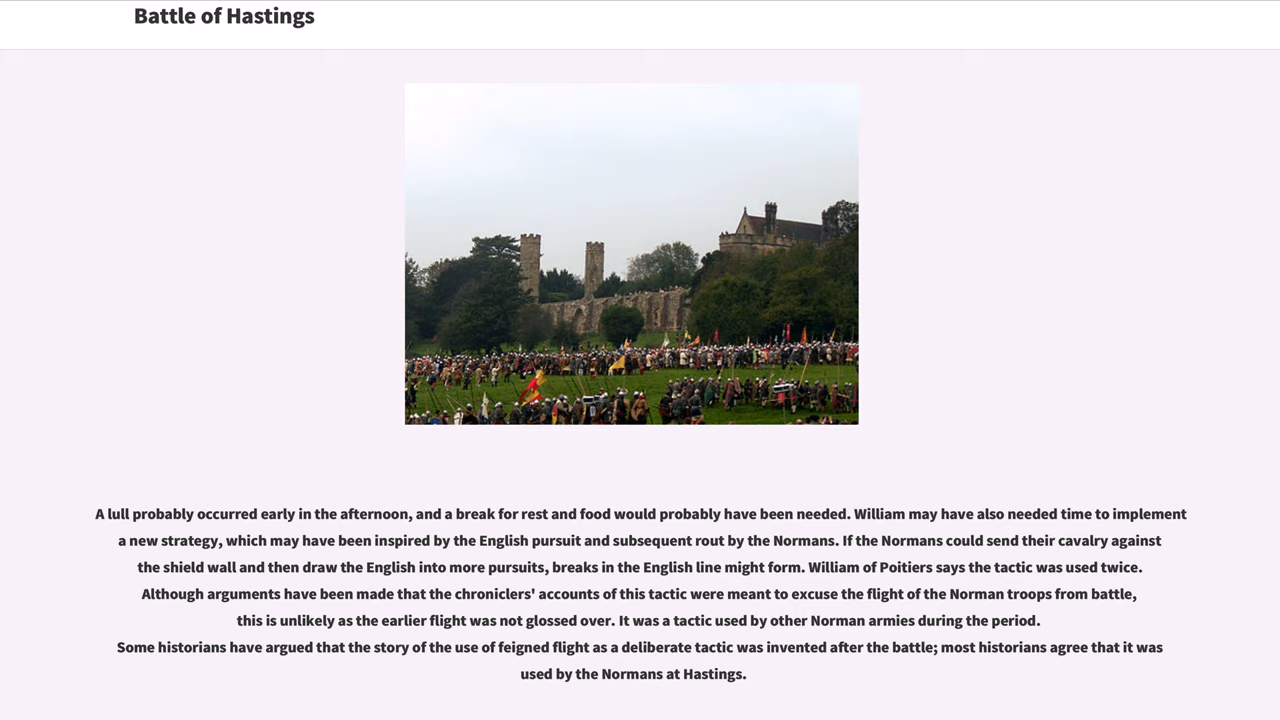 Battle of Hastings
A lull probably occurred early in the afternoon, and a break for rest and food would probably have been needed. William may have also needed time to implement
a new strategy, which may have been inspired by the English pursuit and subsequent rout by the Normans. If the Normans could send their cavalry against
the shield wall and then draw the English into more pursuits, breaks in the English line might form. William of Poitiers says the tactic was used twice.
Although arguments have been made that the chroniclers' accounts of this tactic were meant to excuse the flight of the Norman troops from battle,
this is unlikely as the earlier flight was not glossed over. It was a tactic used by other Norman armies during the period.
Some historians have argued that the story of the use of feigned flight as a deliberate tactic was invented after the battle; most historians agree that it was
used by the Normans at Hastings.